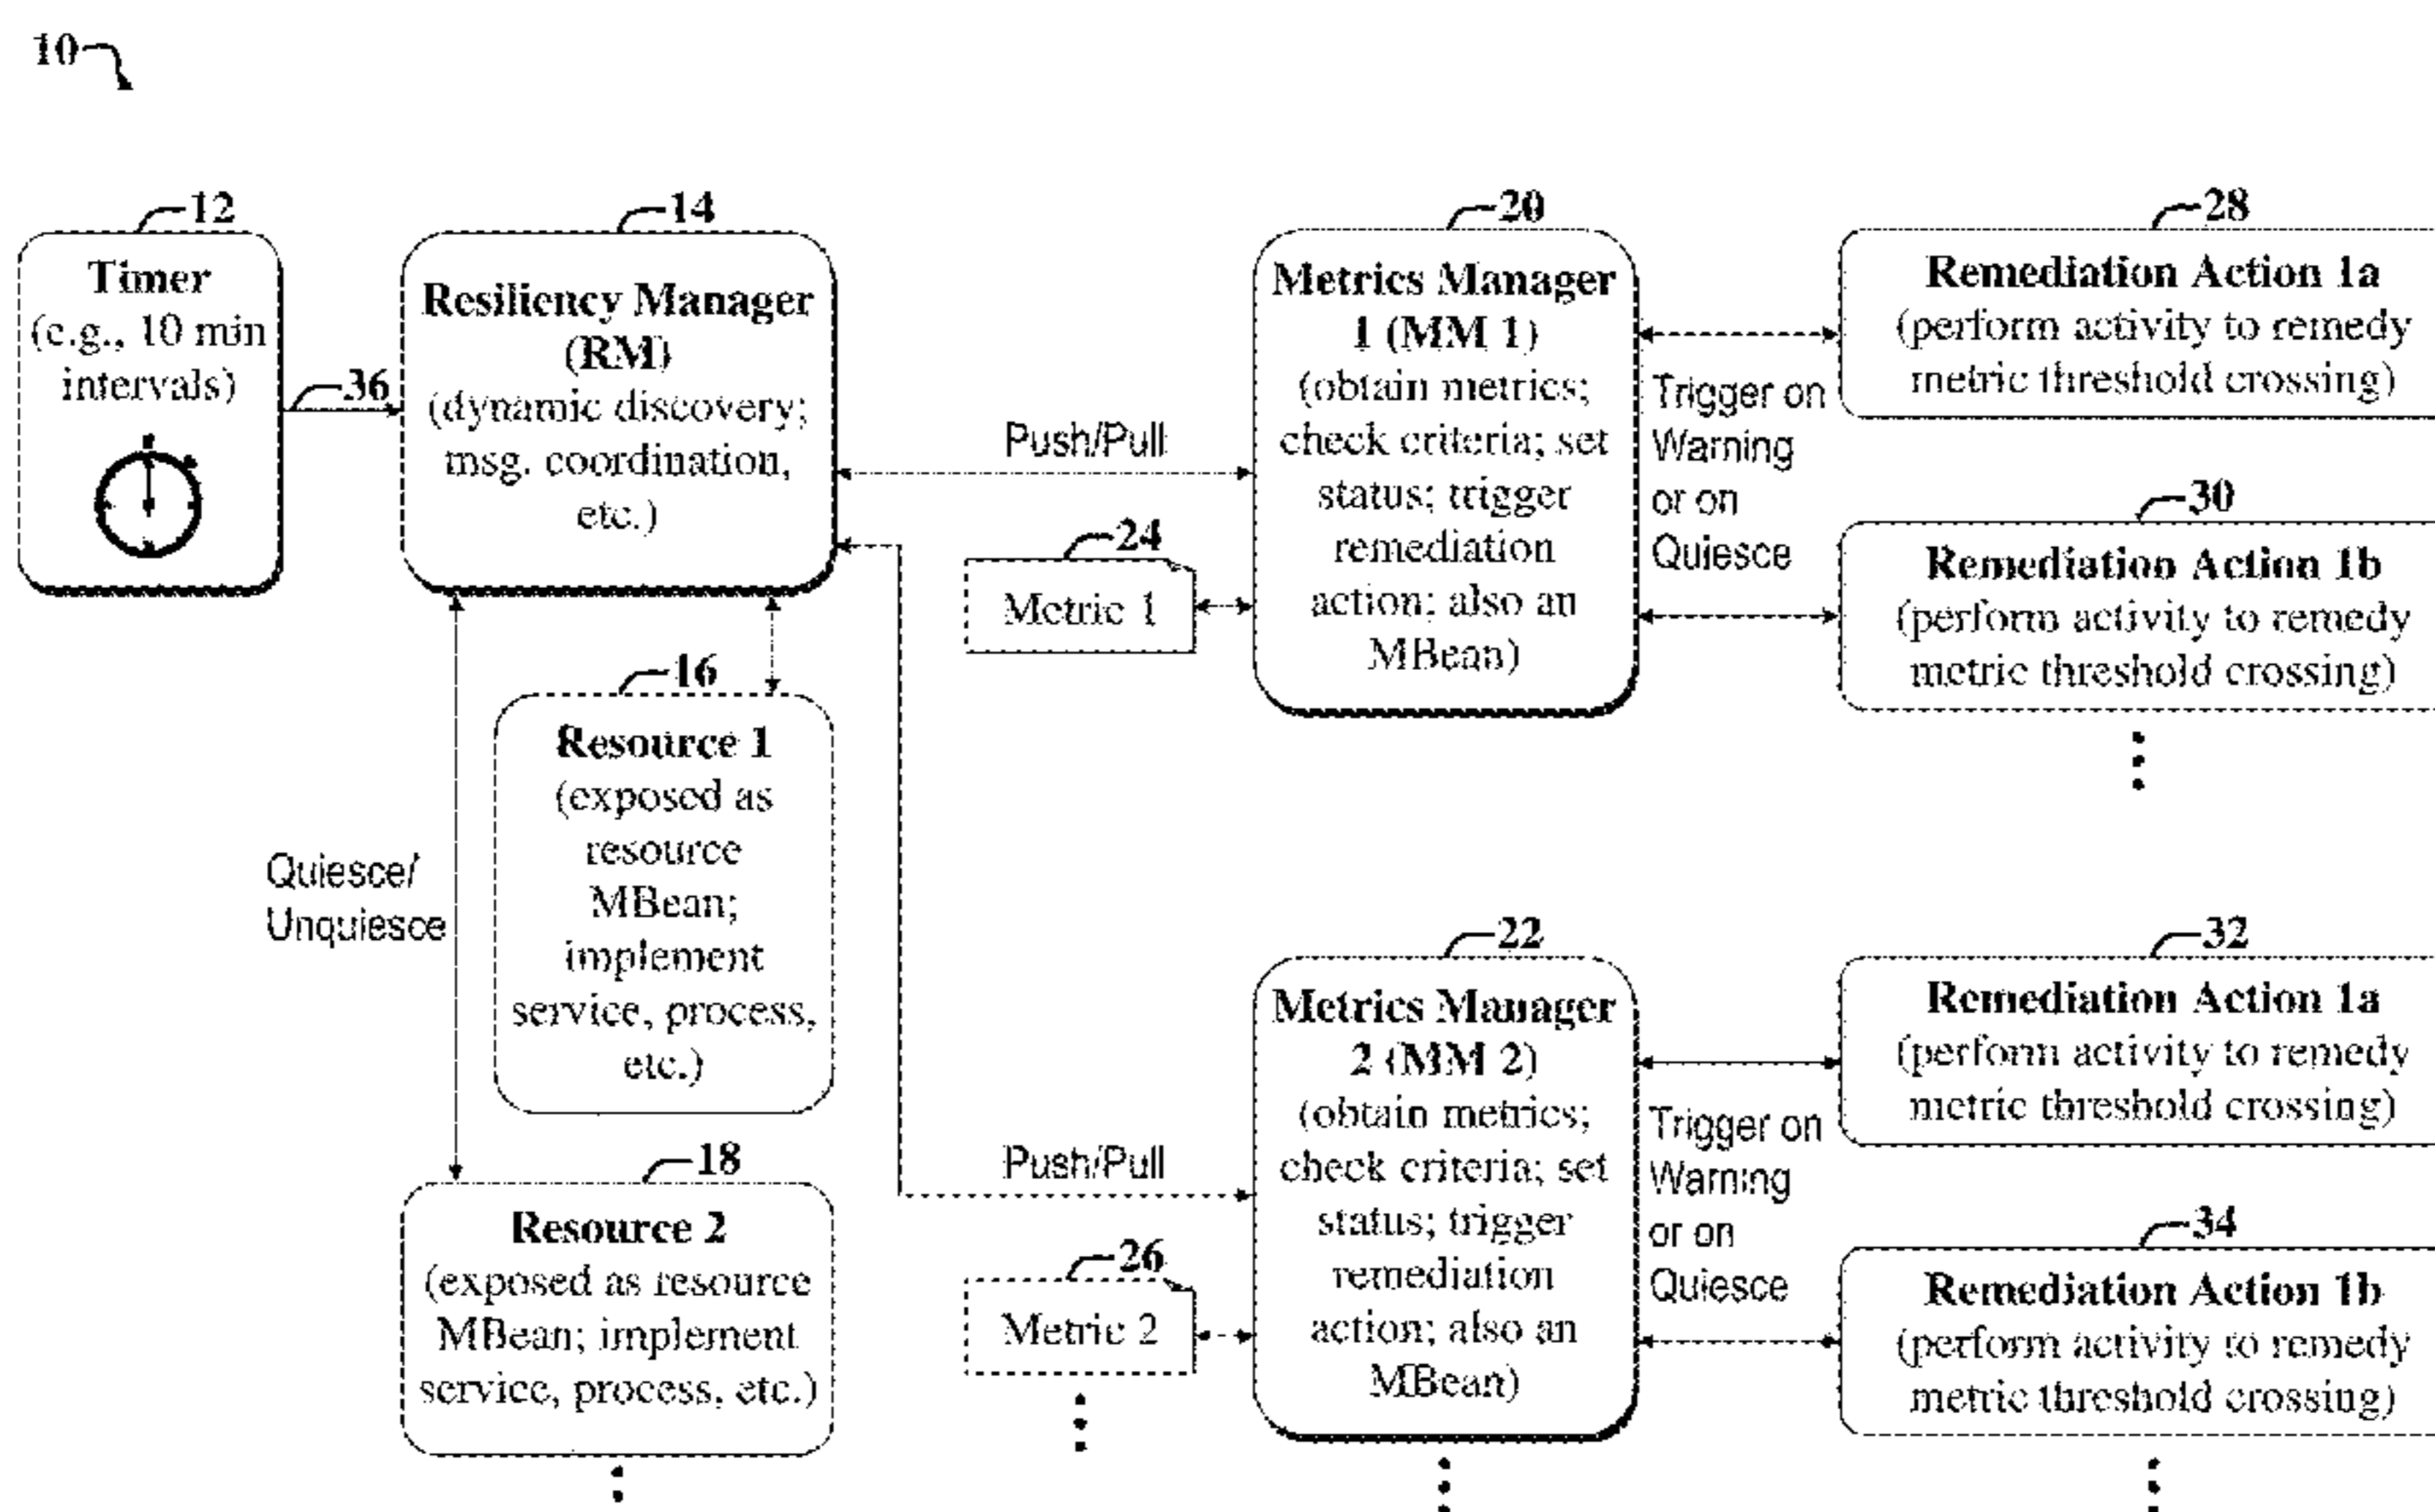 10
12
Timer
(e.g., 10 min
intervals)
36
14
Resiliency Manager
(RM)
(dynamic discovery;
msg. coordination,
etc.)
Quiesce/
Unquiesce
16
Resource 1
(exposed as
resource
MBean;
implement
service, process,
etc.)
18
Resource 2
(exposed as resource
MBean; implement
service, process, etc.)
Push/Pull
24
Metric 1
20
Metrics Manager
1 (MM 1)
(obtain metrics;
check criteria; set
status; trigger
remediation
action; also an
MBean)
Trigger on
Warning
or on
Quiesce
28
Remediation Action 1a
(perform activity to remedy
metric threshold crossing)
30
Remediation Action 1b
(perform activity to remedy
metric threshold crossing)
Push/Pull
26
Metric 2
22
Metrics Manager
2 (MM 2)
(obtain metrics;
check criteria; set
status; trigger
remediation
action; also an
MBean)
Trigger on
Warning
or on
Quiesce
32
Remediation Action 1a
(perform activity to remedy
metric threshold crossing)
34
Remediation Action 1b
(perform activity to remedy
metric threshold crossing)